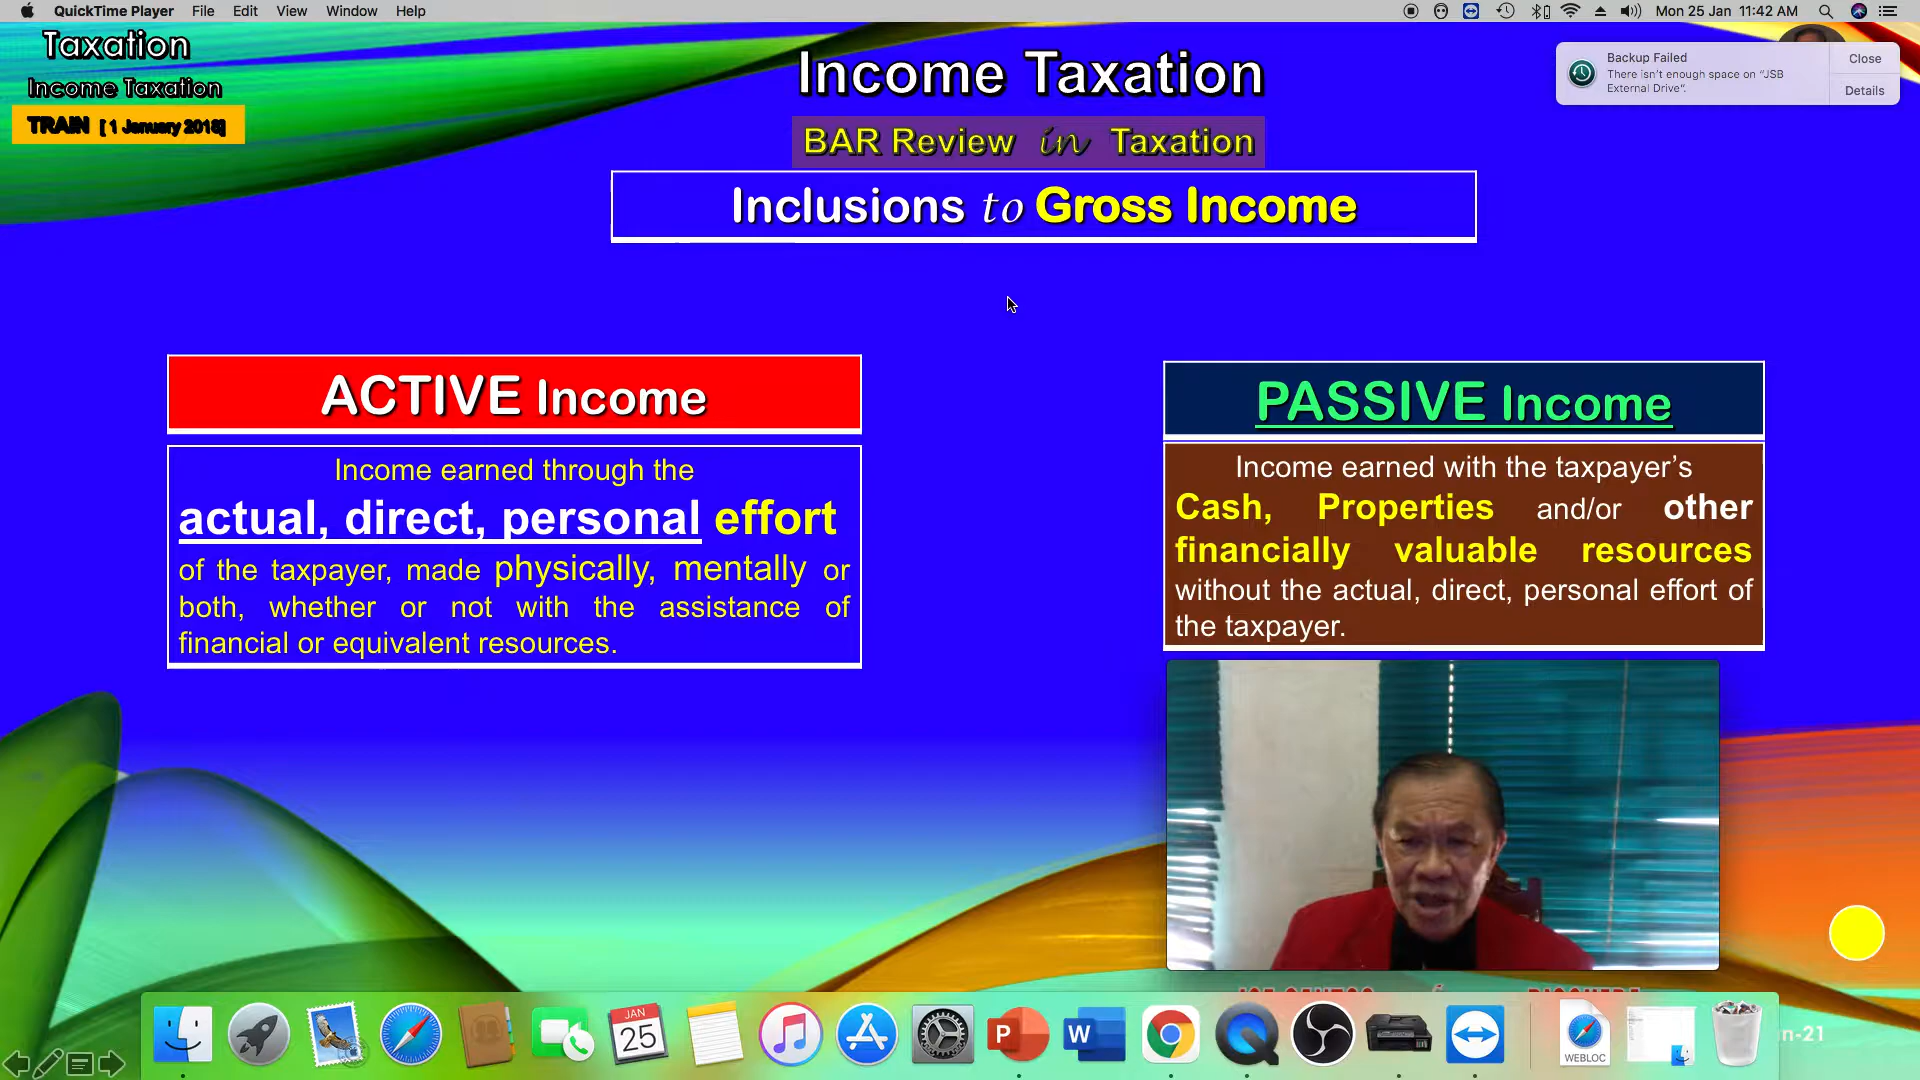 QuickTime Player File Edit View Window Help Mon 25 Jan 11:42 AM
Taxation
Income Taxation
TRAIN [ 1 January 2018]
Income Taxation
BAR Review in Taxation
Inclusions to Gross Income
Backup Failed
There isn't enough space on "JSB
External Drive".
Close
Details
ACTIVE Income
Income earned through the
actual, direct, personal effort
of the taxpayer, made physically, mentally or
both, whether or not with the assistance of
financial or equivalent resources.
PASSIVE Income
Income earned with the taxpayer's
Cash, Properties and/or other
financially valuable resources
without the actual, direct, personal effort of
the taxpayer.
JAN
25
P
W
WEBLOC
n-21